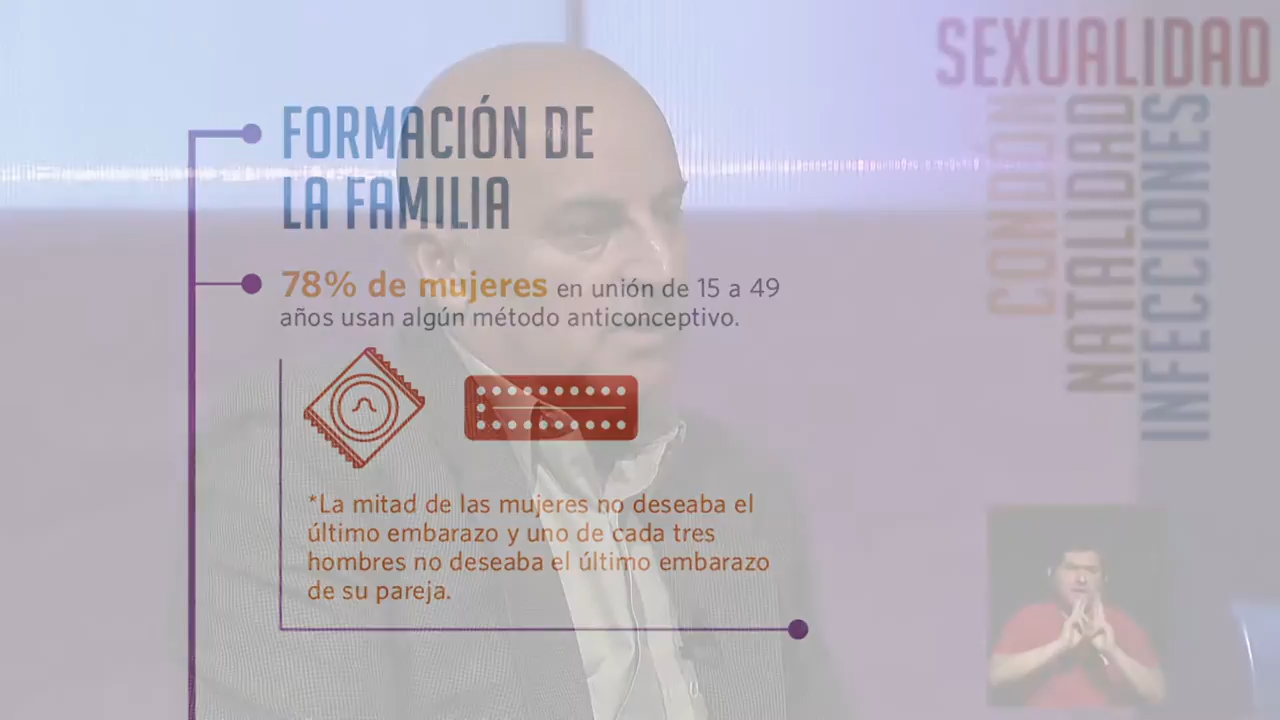 SEXUALIDAD
CONDÓN
NATALIDAD
INFECCIONES
FORMACIÓN DE
LA FAMILIA
78% de mujeres en unión de 15 a 49
años usan algún método anticonceptivo.
*La mitad de las mujeres no deseaba el
último embarazo y uno de cada tres
hombres no deseaba el último embarazo
de su pareja.